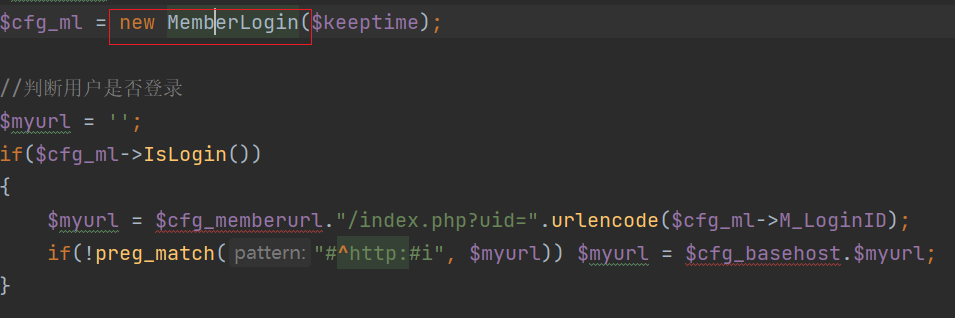 $cfg_ml = new MemberLogin($keeptime);
//判断用户是否登录
$myurl = '';
if($cfg_ml->IsLogin())
{
    $myurl = $cfg_memberurl."/index.php?uid=".urlencode($cfg_ml->M_LoginID);
    if(!preg_match( pattern: "#^http:#i", $myurl)) $myurl = $cfg_basehost.$myurl;
}